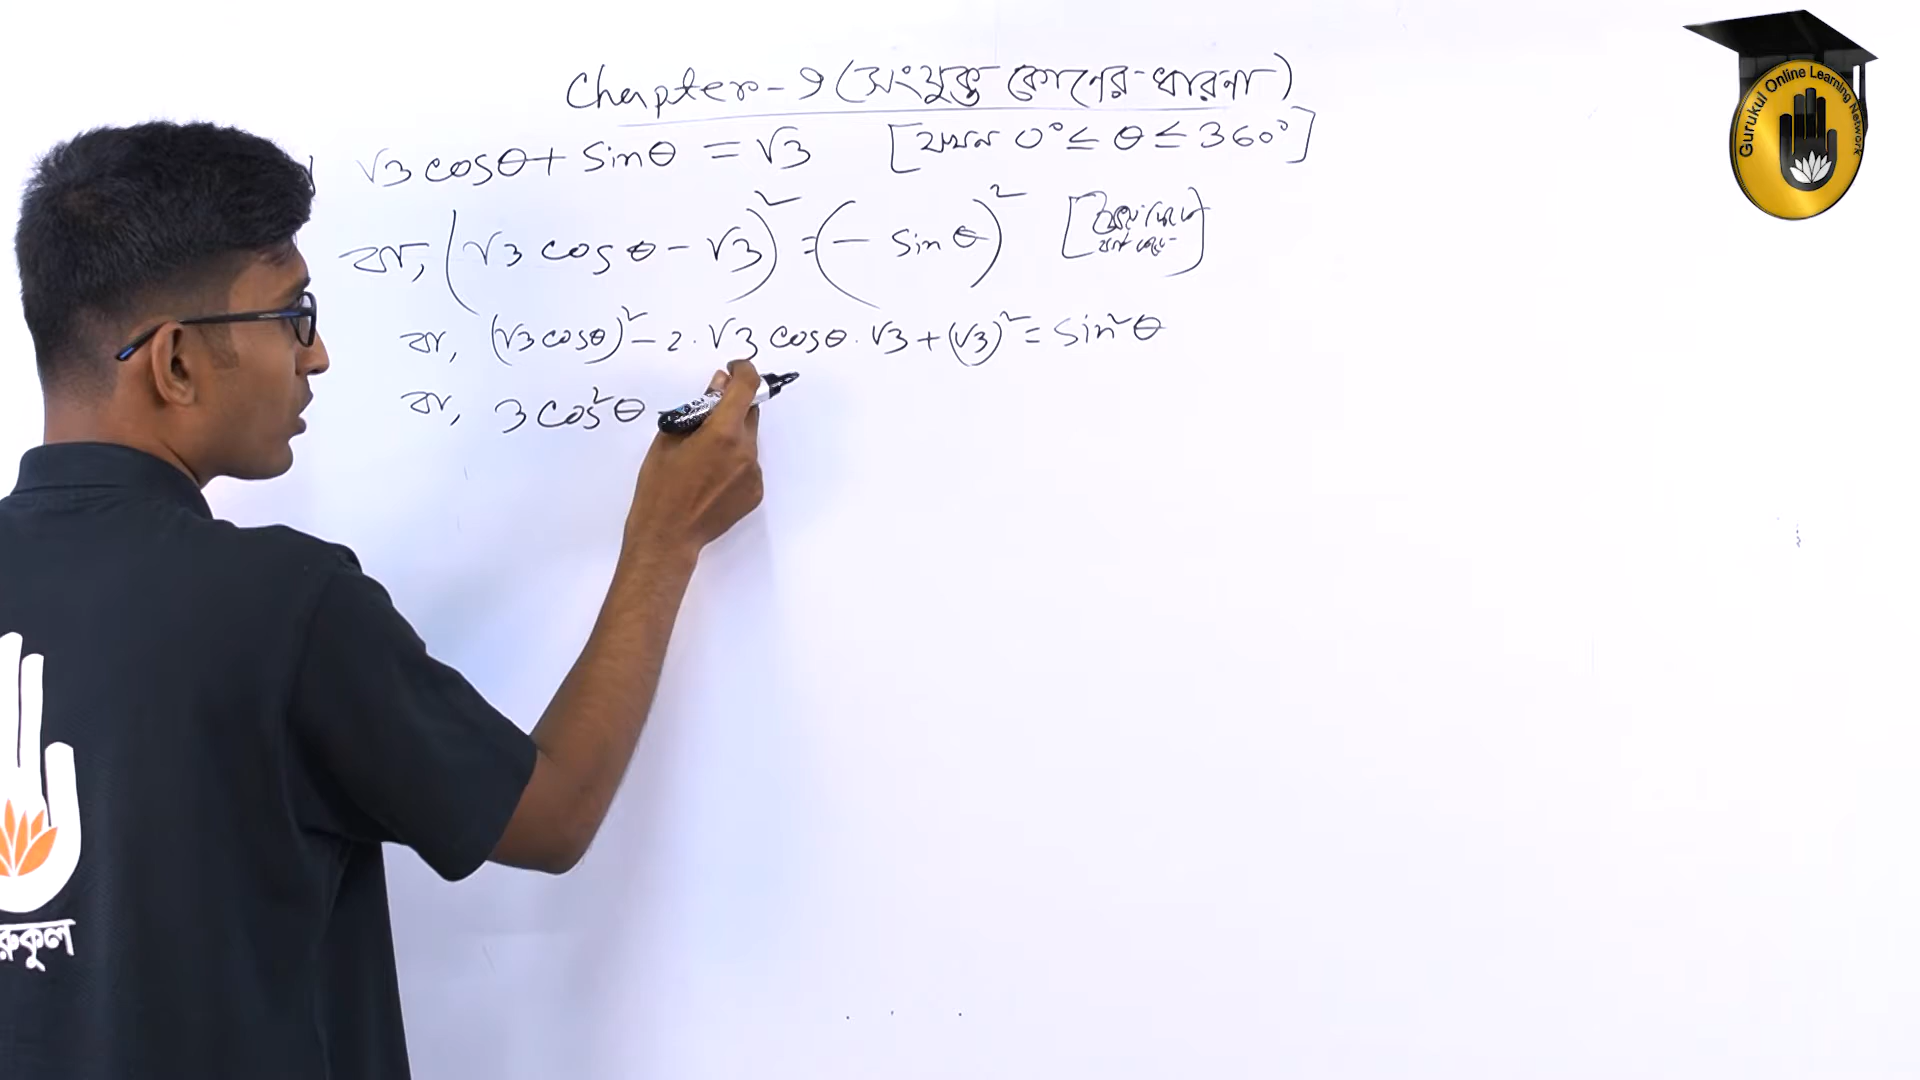 Chapter - 9 (সংযুক্ত কোনের ধারনা)
√3 cosθ + sinθ = √3 [যখন 0° ≤ θ ≤ 360°]
বা, (√3 cosθ - √3)² = (- sinθ)²
বা, (√3 cosθ)² - 2 · √3 cosθ · √3 + (√3)² = sin²θ
বা, 3 cos²θ
Gurukul Online Learning Network
রুকুল